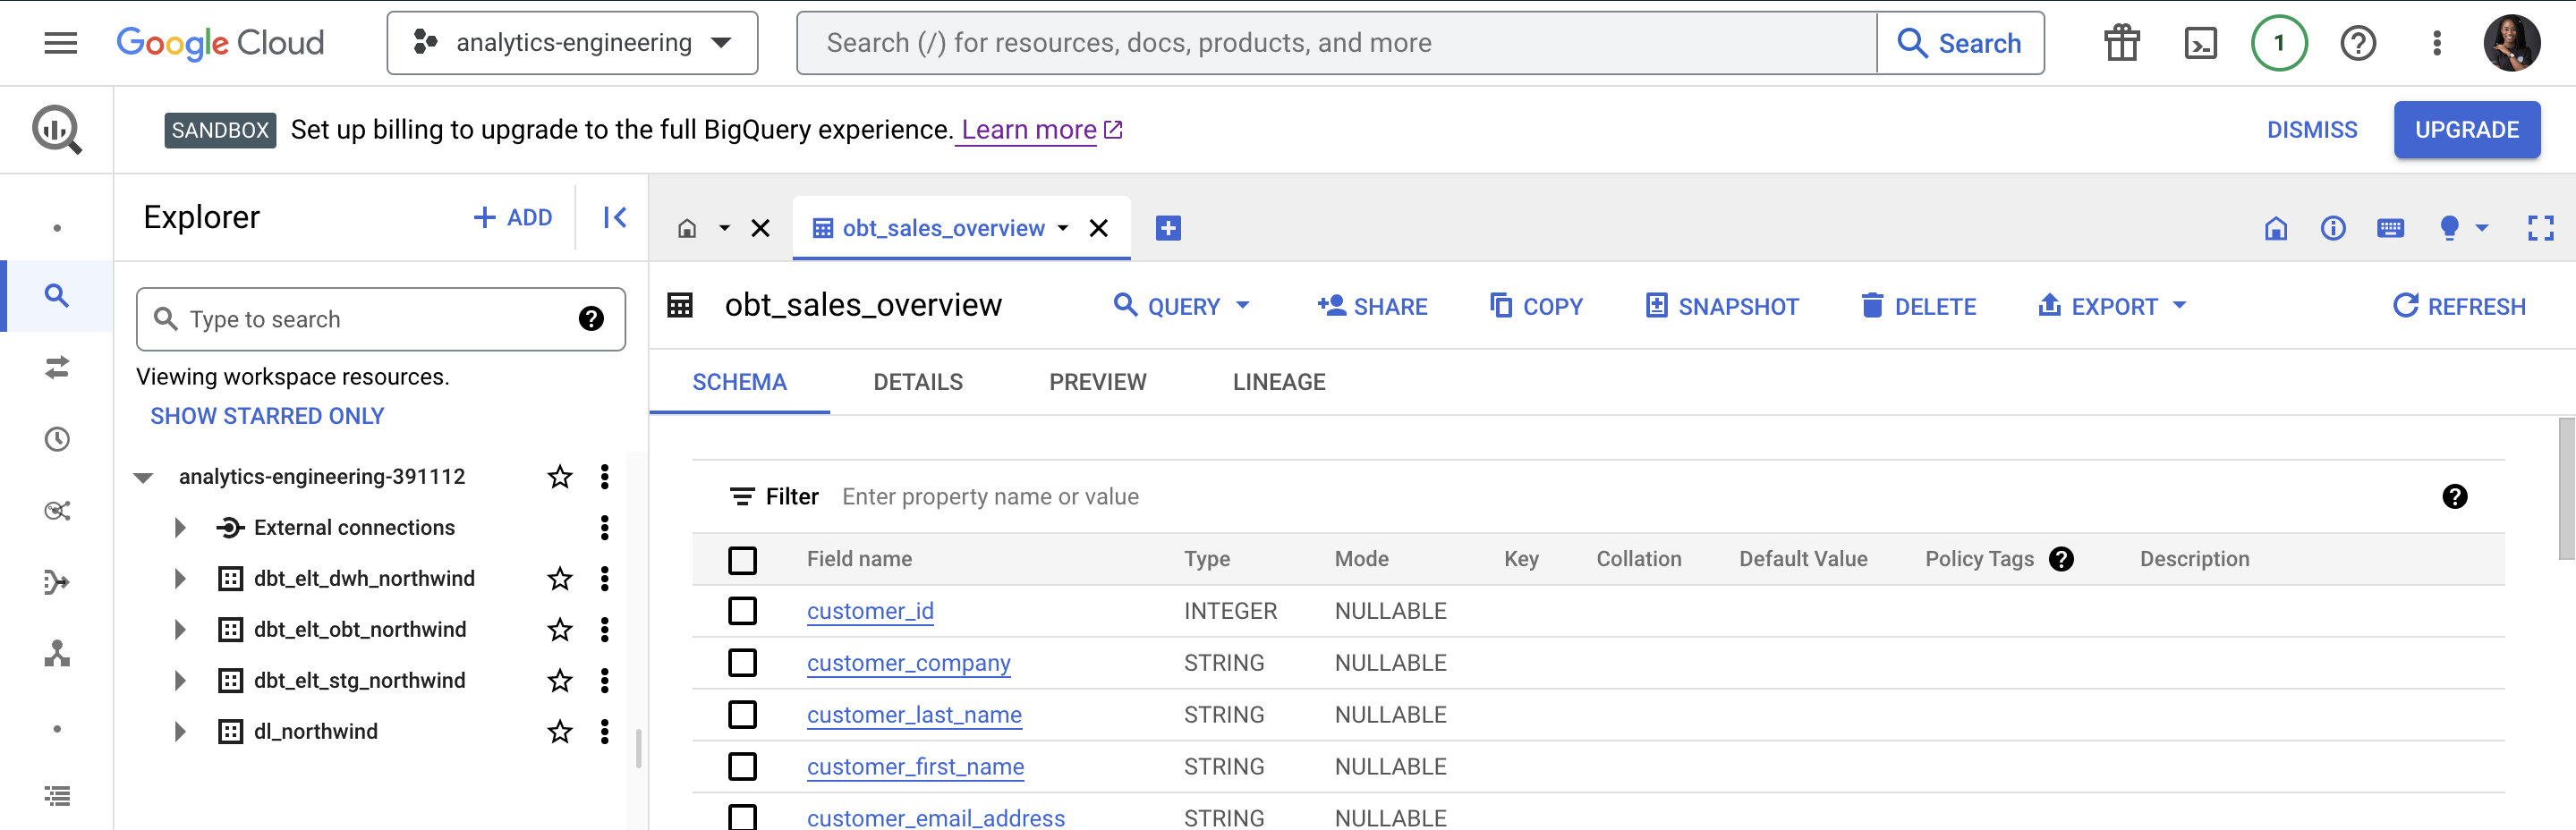 Google Cloud
analytics-engineering
Search (/) for resources, docs, products, and more
Search
1
SANDBOX Set up billing to upgrade to the full BigQuery experience. Learn more
DISMISS
UPGRADE
Explorer
+ ADD
obt_sales_overview
Type to search
Viewing workspace resources.
SHOW STARRED ONLY
analytics-engineering-391112
External connections
dbt_elt_dwh_northwind
dbt_elt_obt_northwind
dbt_elt_stg_northwind
dl_northwind
obt_sales_overview
QUERY
SHARE
COPY
SNAPSHOT
DELETE
EXPORT
REFRESH
SCHEMA
DETAILS
PREVIEW
LINEAGE
Filter Enter property name or value
Field name Type Mode Key Collation Default Value Policy Tags Description
customer_id INTEGER NULLABLE
customer_company STRING NULLABLE
customer_last_name STRING NULLABLE
customer_first_name STRING NULLABLE
customer_email_address STRING NULLABLE